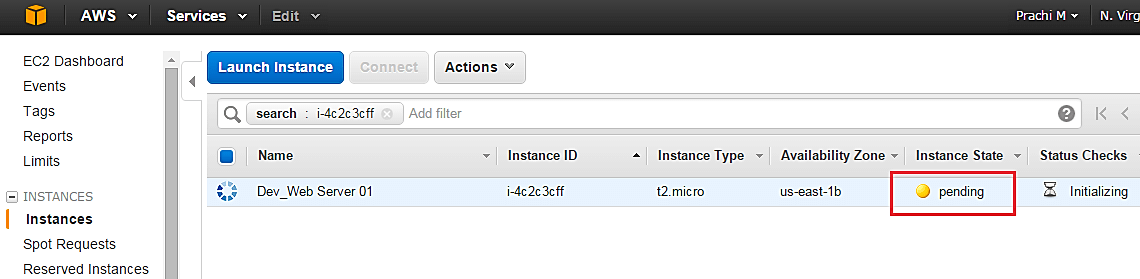 AWS Services Edit Prachi M N. Virg
EC2 Dashboard
Events
Tags
Reports
Limits
INSTANCES
Instances
Spot Requests
Reserved Instances
Launch Instance Connect Actions
search : i-4c2c3cff Add filter
Name Instance ID Instance Type Availability Zone Instance State Status Checks
Dev_Web Server 01 i-4c2c3cff t2.micro us-east-1b pending Initializing